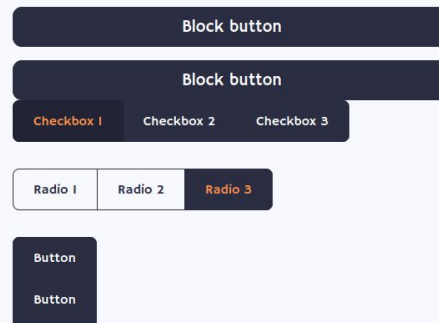 Block button
Block button
Checkbox 1 Checkbox 2 Checkbox 3
Radio 1 Radio 2 Radio 3
Button
Button